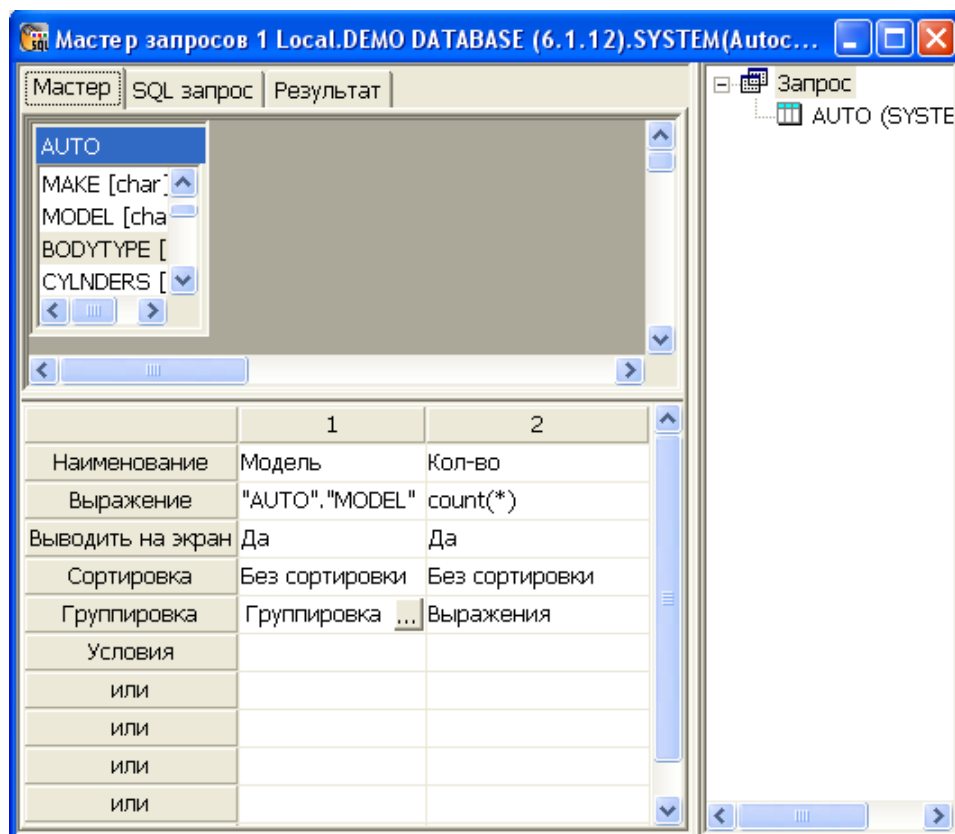 Мастер запросов 1 Local.DEMO DATABASE (6.1.12).SYSTEM(Autoc...
Мастер SQL запрос Результат
AUTO
MAKE [char]
MODEL [cha
BODYTYPE [
CYLNDERS [
Запрос
AUTO (SYSTE
1 2
Наименование Модель Кол-во
Выражение "AUTO"."MODEL" count(*)
Выводить на экран Да Да
Сортировка Без сортировки Без сортировки
Группировка Группировка ... Выражения
Условия
или
или
или
или